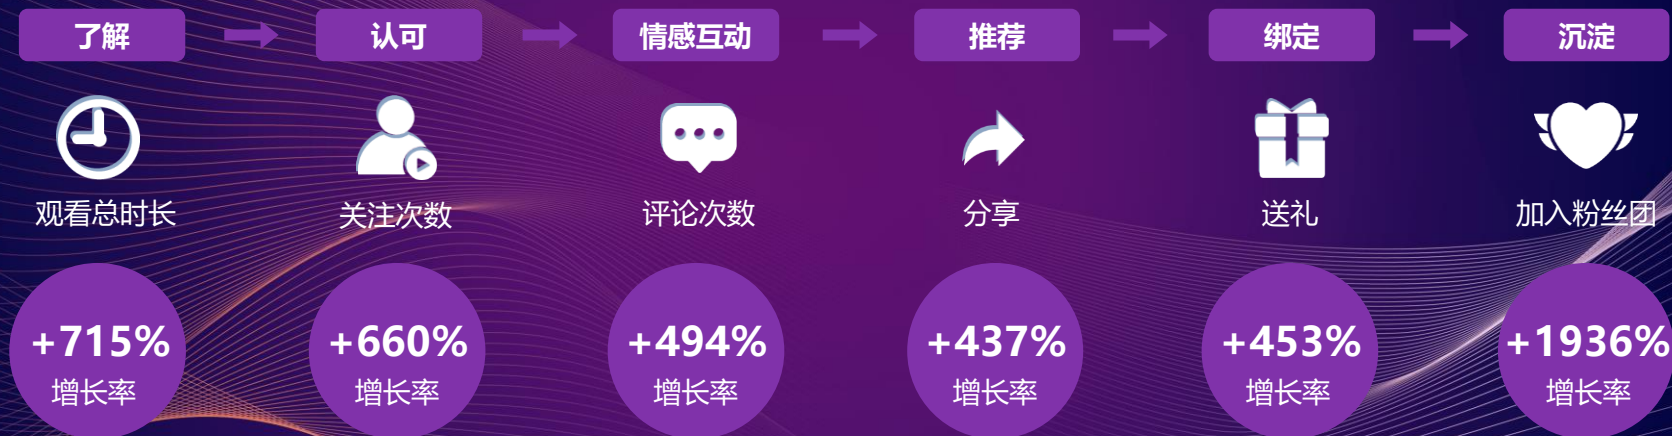 了解
认可
情感互动
推荐
绑定
沉淀
观看总时长
关注次数
评论次数
分享
送礼
加入粉丝团
+715%
增长率
+660%
增长率
+494%
增长率
+437%
增长率
+453%
增长率
+1936%
增长率